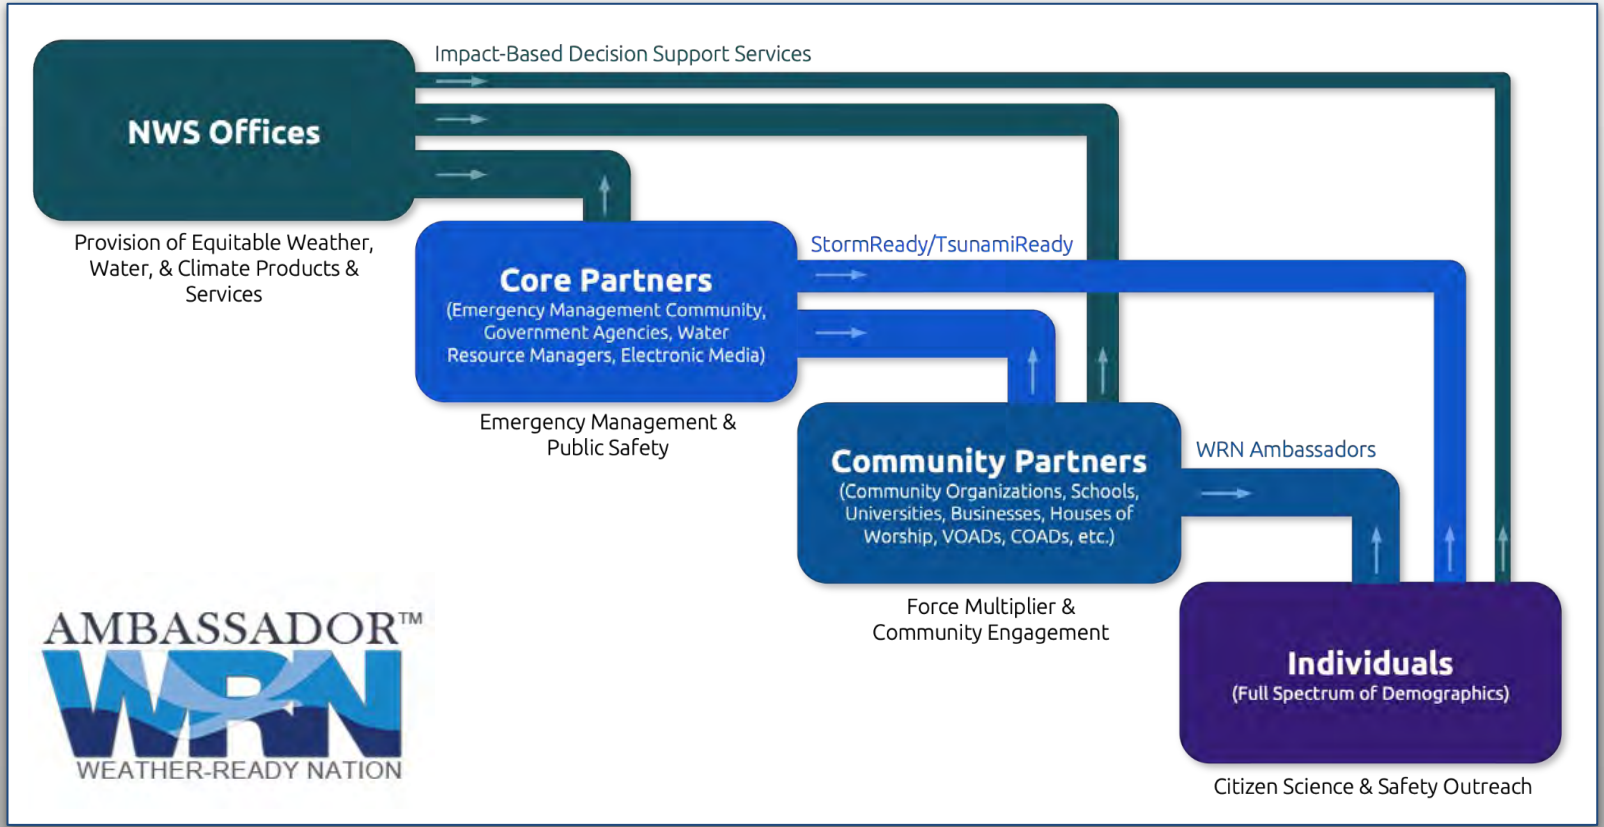 Impact-Based Decision Support Services
NWS Offices
Provision of Equitable Weather,
Water, & Climate Products &
Services
StormReady/TsunamiReady
Core Partners
(Emergency Management Community,
Government Agencies, Water
Resource Managers, Electronic Media)
Emergency Management &
Public Safety
WRN Ambassadors
Community Partners
(Community Organizations, Schools,
Universities, Businesses, Houses of
Worship, VOADs, COADs, etc.)
Force Multiplier &
Community Engagement
Individuals
(Full Spectrum of Demographics)
Citizen Science & Safety Outreach
AMBASSADOR™
WRN
WEATHER-READY NATION